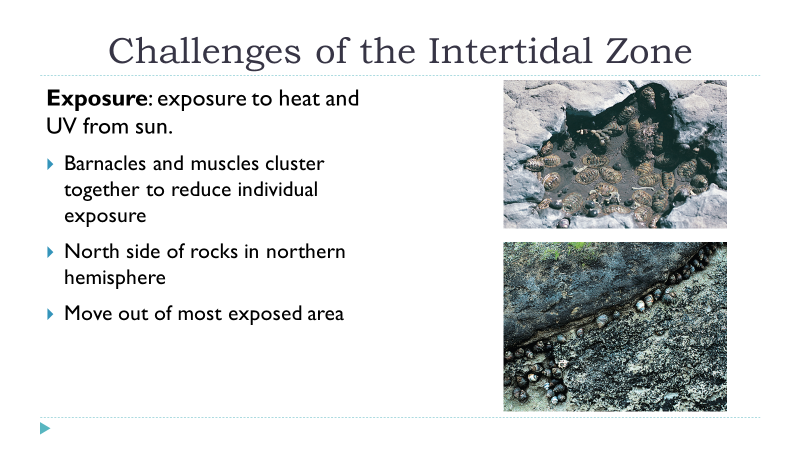 Challenges of the Intertidal Zone
Exposure: exposure to heat and
UV from sun.
Barnacles and muscles cluster
together to reduce individual
exposure
North side of rocks in northern
hemisphere
Move out of most exposed area